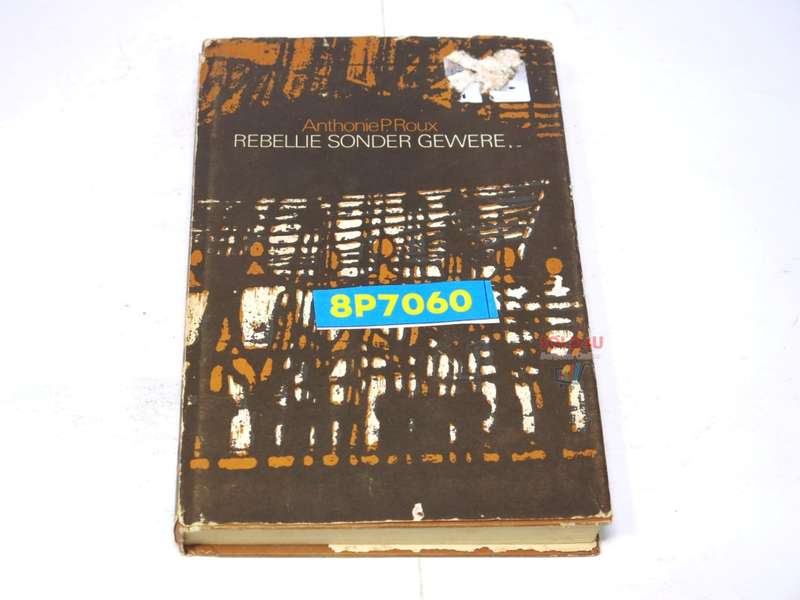 Anthonie P. Roux
REBELLIE SONDER GEWERE..
8P7060